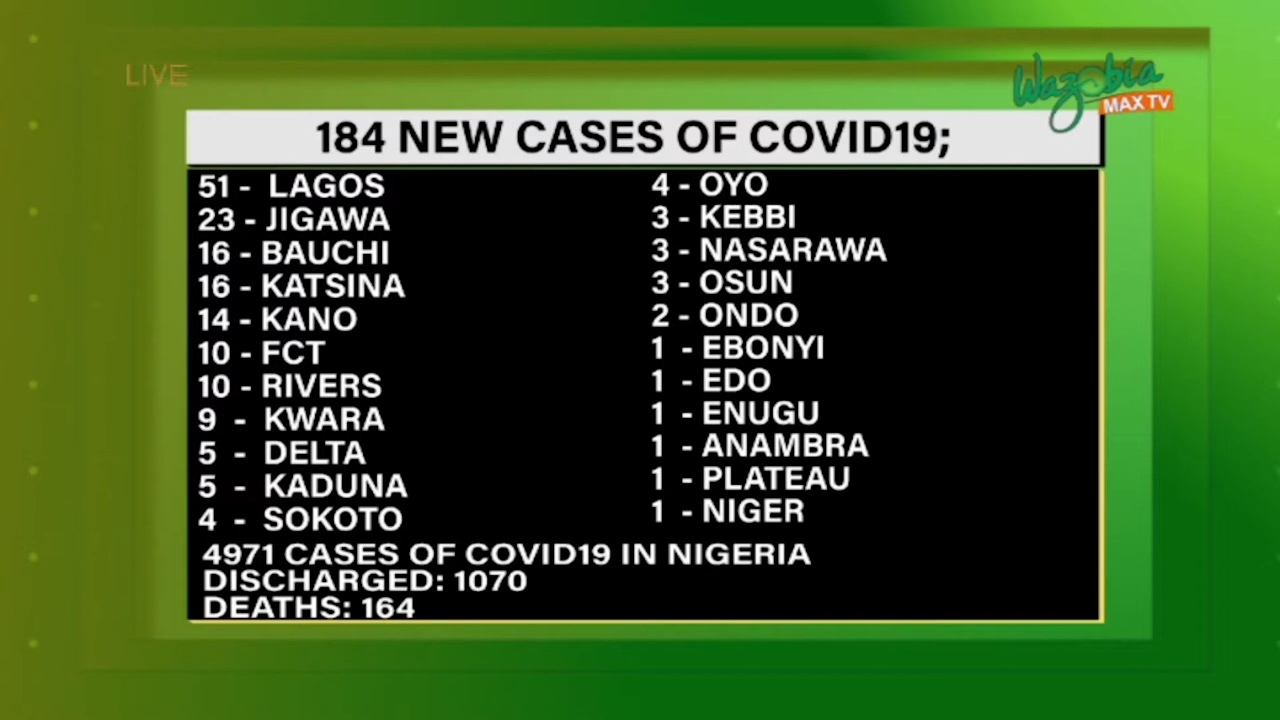 LIVE
Wazobia
MAX TV
184 NEW CASES OF COVID19;
51 - LAGOS
23 - JIGAWA
16 - BAUCHI
16 - KATSINA
14 - KANO
10 - FCT
10 - RIVERS
9 - KWARA
5 - DELTA
5 - KADUNA
4 - SOKOTO
4 - OYO
3 - KEBBI
3 - NASARAWA
3 - OSUN
2 - ONDO
1 - EBONYI
1 - EDO
1 - ENUGU
1 - ANAMBRA
1 - PLATEAU
1 - NIGER
4971 CASES OF COVID19 IN NIGERIA
DISCHARGED: 1070
DEATHS: 164